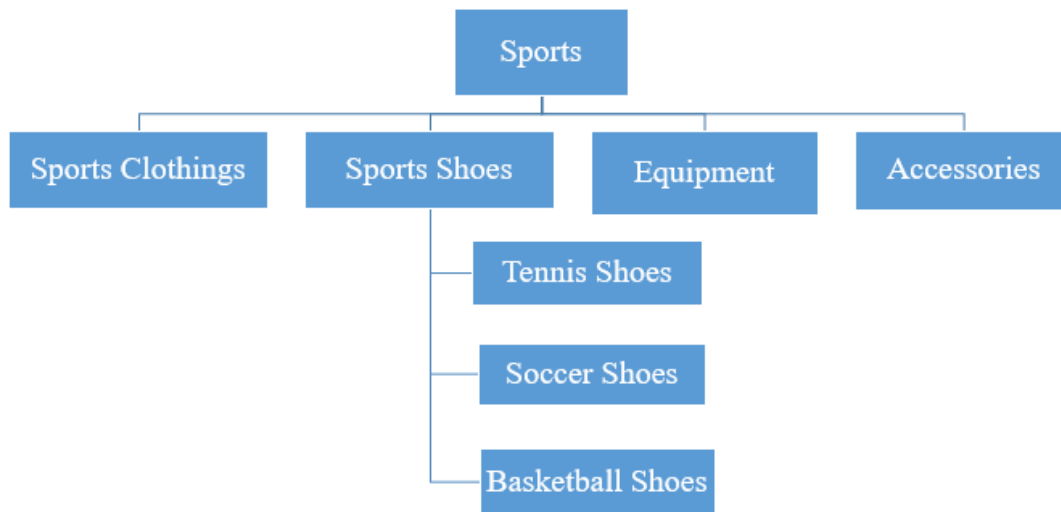 Sports
Sports Clothings
Sports Shoes
Equipment
Accessories
Tennis Shoes
Soccer Shoes
Basketball Shoes